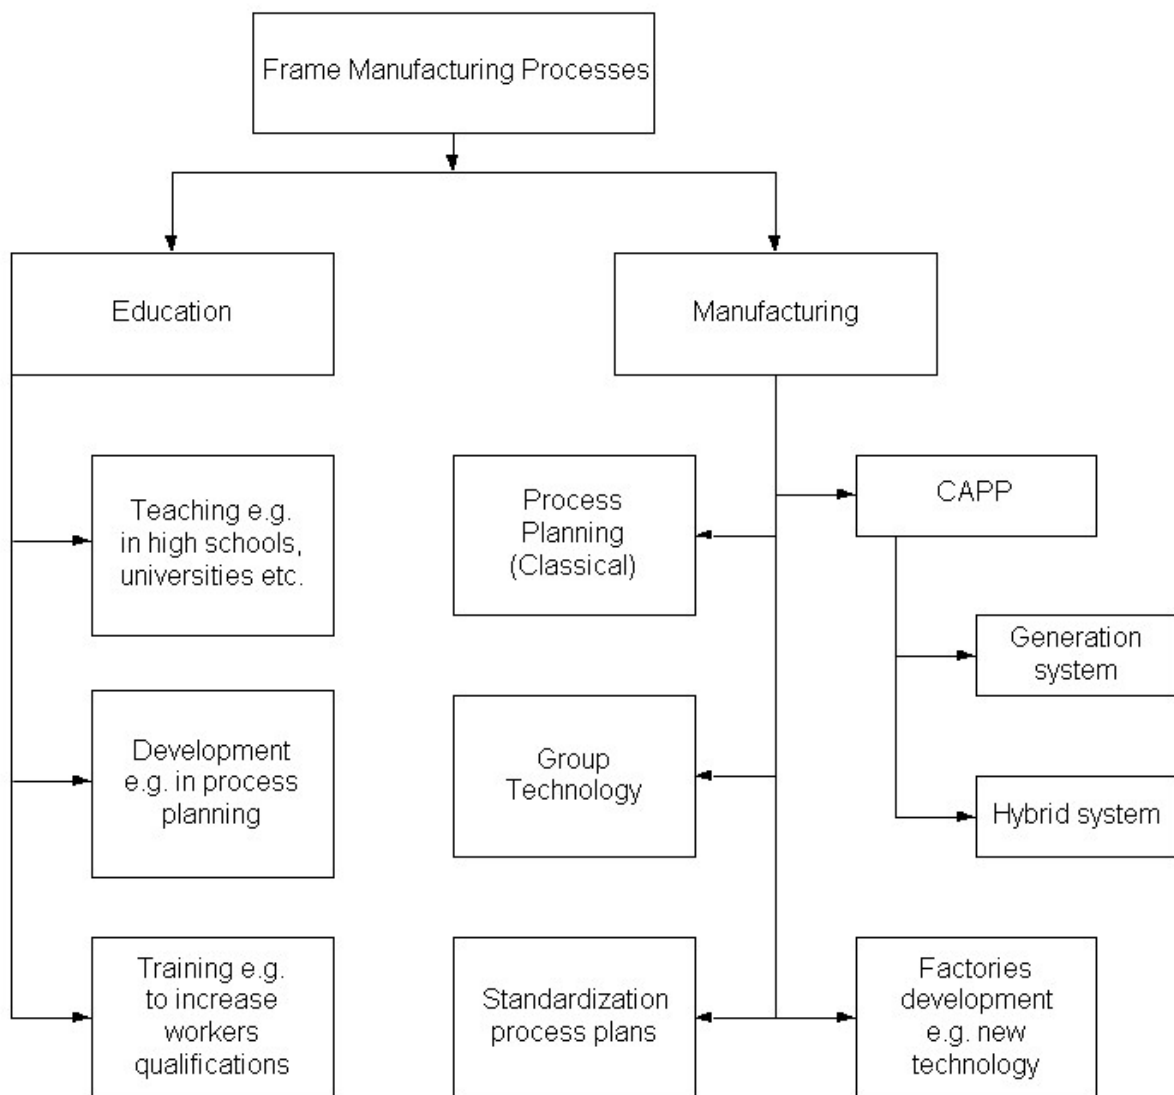 Frame Manufacturing Processes
Education
Manufacturing
Teaching e.g.
in high schools,
universities etc.
Process
Planning
(Classical)
CAPP
Generation
system
Development
e.g. in process
planning
Group
Technology
Hybrid system
Training e.g.
to increase
workers
qualifications
Standardization
process plans
Factories
development
e.g. new
technology